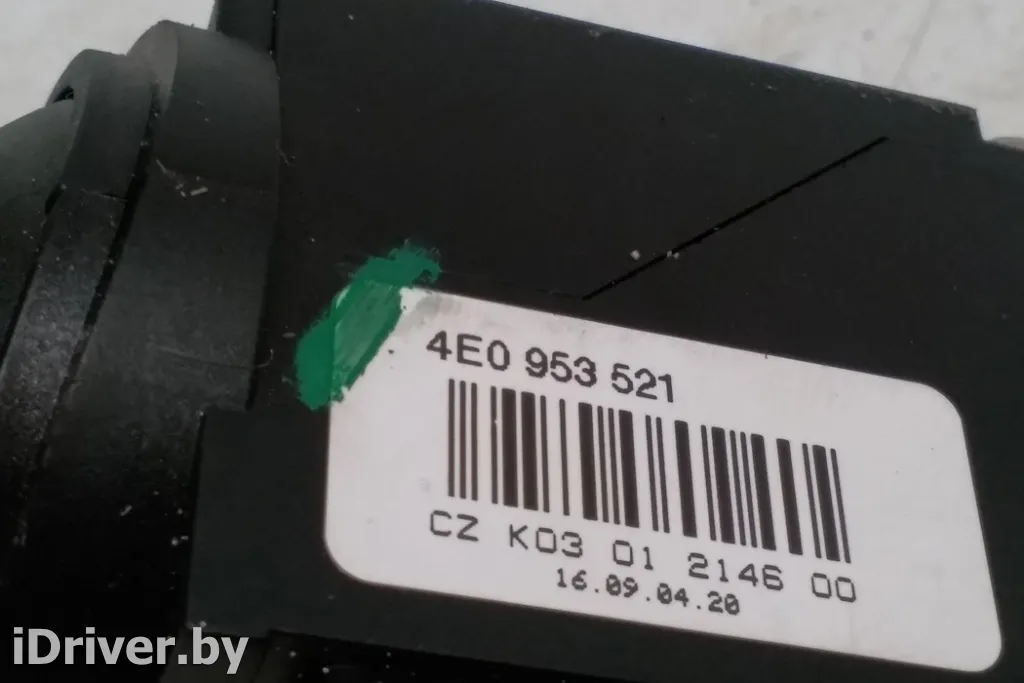 4E0 953 521
CZ K03 01 2146 00
16.09.04.20
iDriver.by